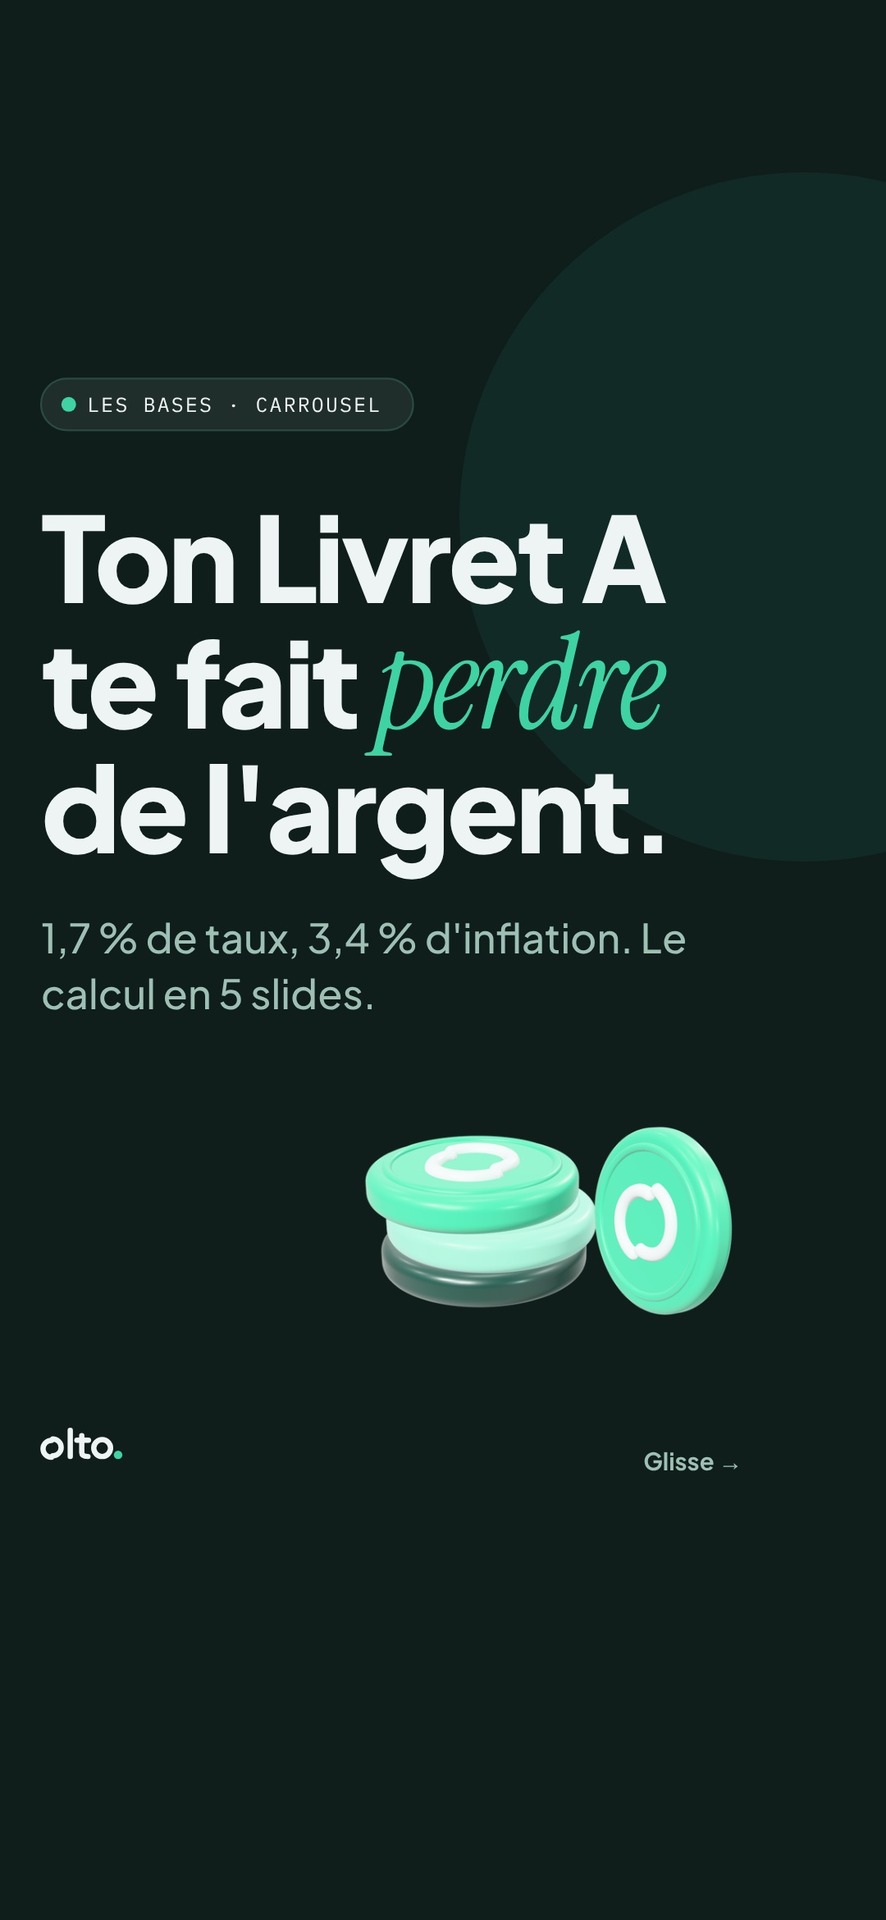 LES BASES · CARROUSEL
Ton Livret A
te fait perdre
de l'argent.
1,7 % de taux, 3,4 % d'inflation. Le
calcul en 5 slides.
olto.
Glisse →